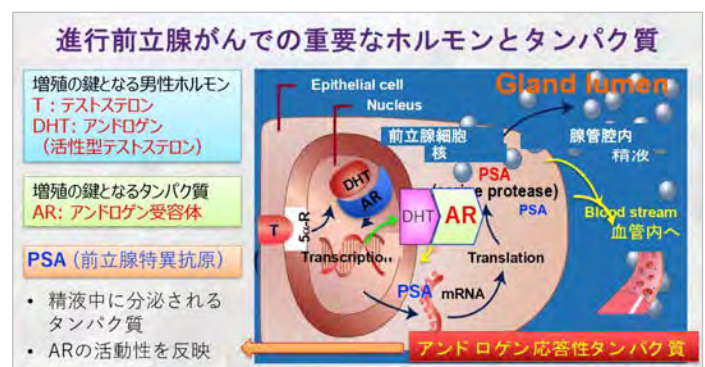 進行前立腺がんでの重要なホルモンとタンパク質
増殖の鍵となる男性ホルモン
T：テストステロン
DHT：アンドロゲン
（活性型テストステロン）
増殖の鍵となるタンパク質
AR: アンドロゲン受容体
PSA (前立腺特異抗原)
• 精液中に分泌される
タンパク質
• ARの活動性を反映
Epithelial cell
Nucleus
Gland lumen
前立腺細胞
核
腺管腔内
精液
PSA
(serine protease)
PSA
DHT
AR
T
5α-R
DHT
AR
Blood stream
血管内へ
Transcription
Translation
PSA mRNA
アンドロゲン応答性タンパク質